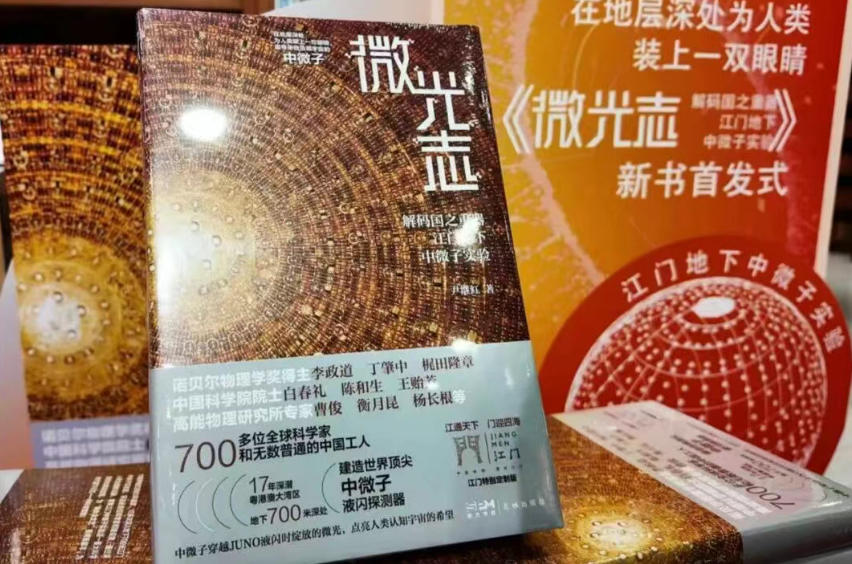 中微子
微光志
解码国之重器
江门地下
中微子实验
著
诺贝尔物理学奖得主李政道 丁肇中 梶田隆章
中国科学院院士白春礼 陈和生 王贻芳
高能物理研究所专家曹俊 衡月昆 杨长根等
700多位全球科学家
和无数普通的中国工人
17年深潜
粤港澳大湾区
地下700米深处
建造世界顶尖
中微子
液闪探测器
江通天下 门迎四海
JIANG
MEN
江门
江门特别定制版
中微子穿越JUNO液闪时绽放的微光,点亮人类认知宇宙的希望
在地层深处为人类
装上一双眼睛
《微光志 解码国之重器
江门地下
中微子实验》
新书首发式
江门地下中微子实验
700